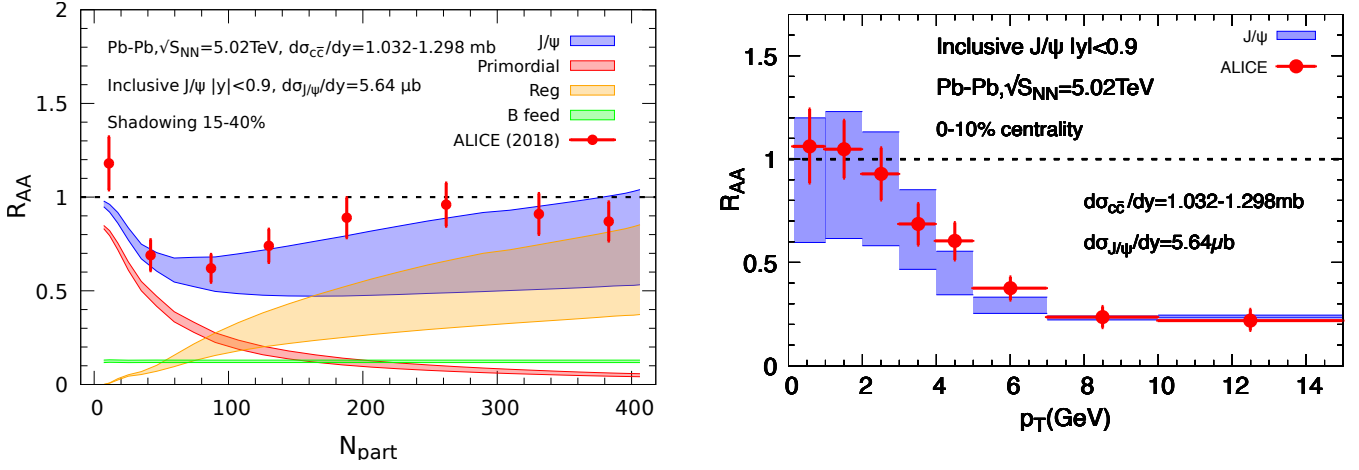 2
1.5
1
0.5
0
R_AA
Pb-Pb,√S_NN=5.02TeV, dσ_cc̄/dy=1.032-1.298 mb
Inclusive J/ψ |y|<0.9, dσ_J/ψ/dy=5.64 μb
Shadowing 15-40%
J/ψ
Primordial
Reg
B feed
ALICE (2018)
0 100 200 300 400
N_part
1.5
1
0.5
0
R_AA
Inclusive J/ψ |y|<0.9
Pb-Pb,√S_NN=5.02TeV
0-10% centrality
J/ψ
ALICE
dσ_cc̄/dy=1.032-1.298mb
dσ_J/ψ/dy=5.64μb
0 2 4 6 8 10 12 14
p_T(GeV)